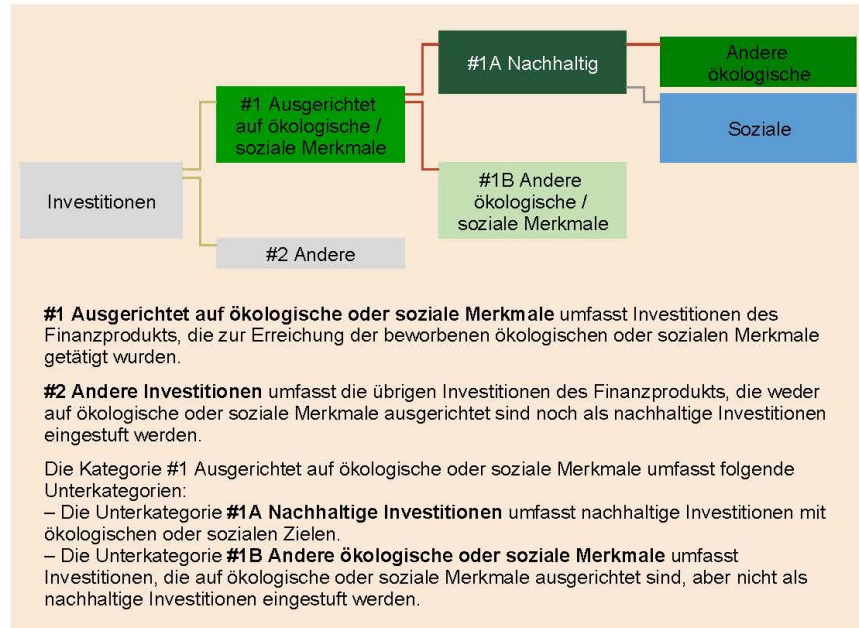 #1A Nachhaltig
Andere
ökologische
#1 Ausgerichtet
auf ökologische /
soziale Merkmale
Soziale
Investitionen
#1B Andere
ökologische /
soziale Merkmale
#2 Andere
#1 Ausgerichtet auf ökologische oder soziale Merkmale umfasst Investitionen des
Finanzprodukts, die zur Erreichung der beworbenen ökologischen oder sozialen Merkmale
getätigt wurden.
#2 Andere Investitionen umfasst die übrigen Investitionen des Finanzprodukts, die weder
auf ökologische oder soziale Merkmale ausgerichtet sind noch als nachhaltige Investitionen
eingestuft werden.
Die Kategorie #1 Ausgerichtet auf ökologische oder soziale Merkmale umfasst folgende
Unterkategorien:
– Die Unterkategorie #1A Nachhaltige Investitionen umfasst nachhaltige Investitionen mit
ökologischen oder sozialen Zielen.
– Die Unterkategorie #1B Andere ökologische oder soziale Merkmale umfasst
Investitionen, die auf ökologische oder soziale Merkmale ausgerichtet sind, aber nicht als
nachhaltige Investitionen eingestuft werden.